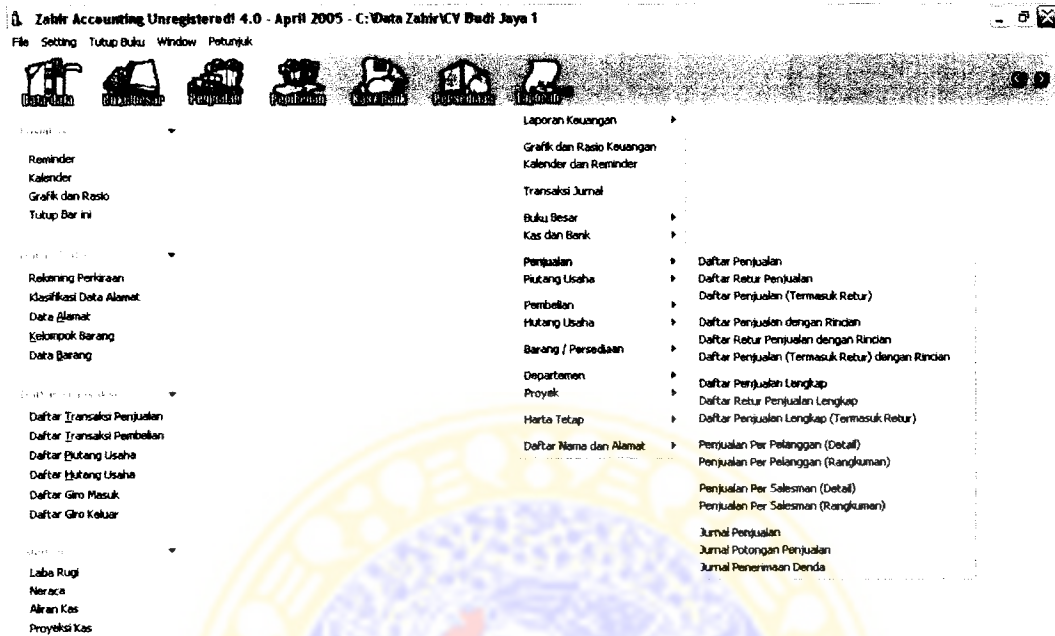 Zahir Accounting Unregistered! 4.0 - April 2005 - C:\Data Zahir\CV Budi Jaya 1
File Setting Tutup Buku Window Petunjuk
Reminder
Kalender
Grafik dan Rasio
Tutup Bar ini
Rekening Perkiraan
Klasifikasi Data Alamat
Data Alamat
Kelompok Barang
Data Barang
Daftar Transaksi Penjualan
Daftar Transaksi Pembelian
Daftar Piutang Usaha
Daftar Hutang Usaha
Daftar Giro Masuk
Daftar Giro Keluar
Laba Rugi
Neraca
Aliran Kas
Proyeksi Kas
Laporan Keuangan
Grafik dan Rasio Keuangan
Kalender dan Reminder
Transaksi Jurnal
Buku Besar
Kas dan Bank
Penjualan
Piutang Usaha
Pembelian
Hutang Usaha
Barang / Persediaan
Departemen
Proyek
Harta Tetap
Daftar Nama dan Alamat
Daftar Penjualan
Daftar Retur Penjualan
Daftar Penjualan (Termasuk Retur)
Daftar Penjualan dengan Rincian
Daftar Retur Penjualan dengan Rincian
Daftar Penjualan (Termasuk Retur) dengan Rincian
Daftar Penjualan Lengkap
Daftar Retur Penjualan Lengkap
Daftar Penjualan Lengkap (Termasuk Retur)
Penjualan Per Pelanggan (Detail)
Penjualan Per Pelanggan (Rangkuman)
Penjualan Per Salesman (Detail)
Penjualan Per Salesman (Rangkuman)
Jurnal Penjualan
Jurnal Potongan Penjualan
Jurnal Penerimaan Denda